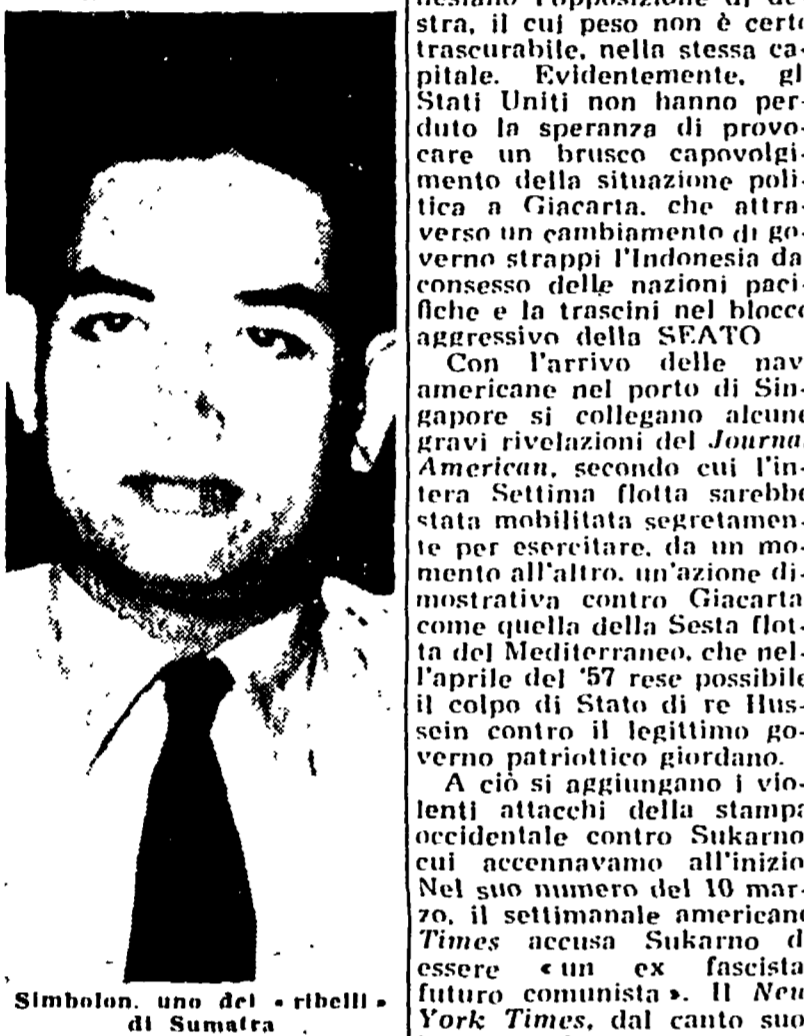 stra, il cui peso non è certo
trascurabile, nella stessa ca-
pitale. Evidentemente, gl
Stati Uniti non hanno per-
duto la speranza di provo-
care un brusco capovolgi-
mento della situazione poli-
tica a Giacarta, che attra-
verso un cambiamento di go-
verno strappi l'Indonesia da
consesso delle nazioni paci-
fiche e la trascini nel blocco
aggressivo della SEATO
Con l'arrivo delle nav
americane nel porto di Sin-
gapore si collegano alcune
gravi rivelazioni del Journal
American, secondo cui l'in-
tera Settima flotta sarebbe
stata mobilitata segretamen-
te per esercitare, da un mo-
mento all'altro, un'azione di-
mostrativa contro Giacarta
come quella della Sesta flot-
ta del Mediterraneo, che nel-
l'aprile del '57 rese possibile
il colpo di Stato di re Hus-
sein contro il legittimo go-
verno patriottico giordano.
A ciò si aggiungano i vio-
lenti attacchi della stampa
occidentale contro Sukarno
cui accennavamo all'inizio
Nel suo numero del 10 mar-
zo, il settimanale americano
Times accusa Sukarno d
essere «un ex fascista
futuro comunista». Il New
York Times, dal canto suo
Simbolon, uno dei «ribelli»
di Sumatra